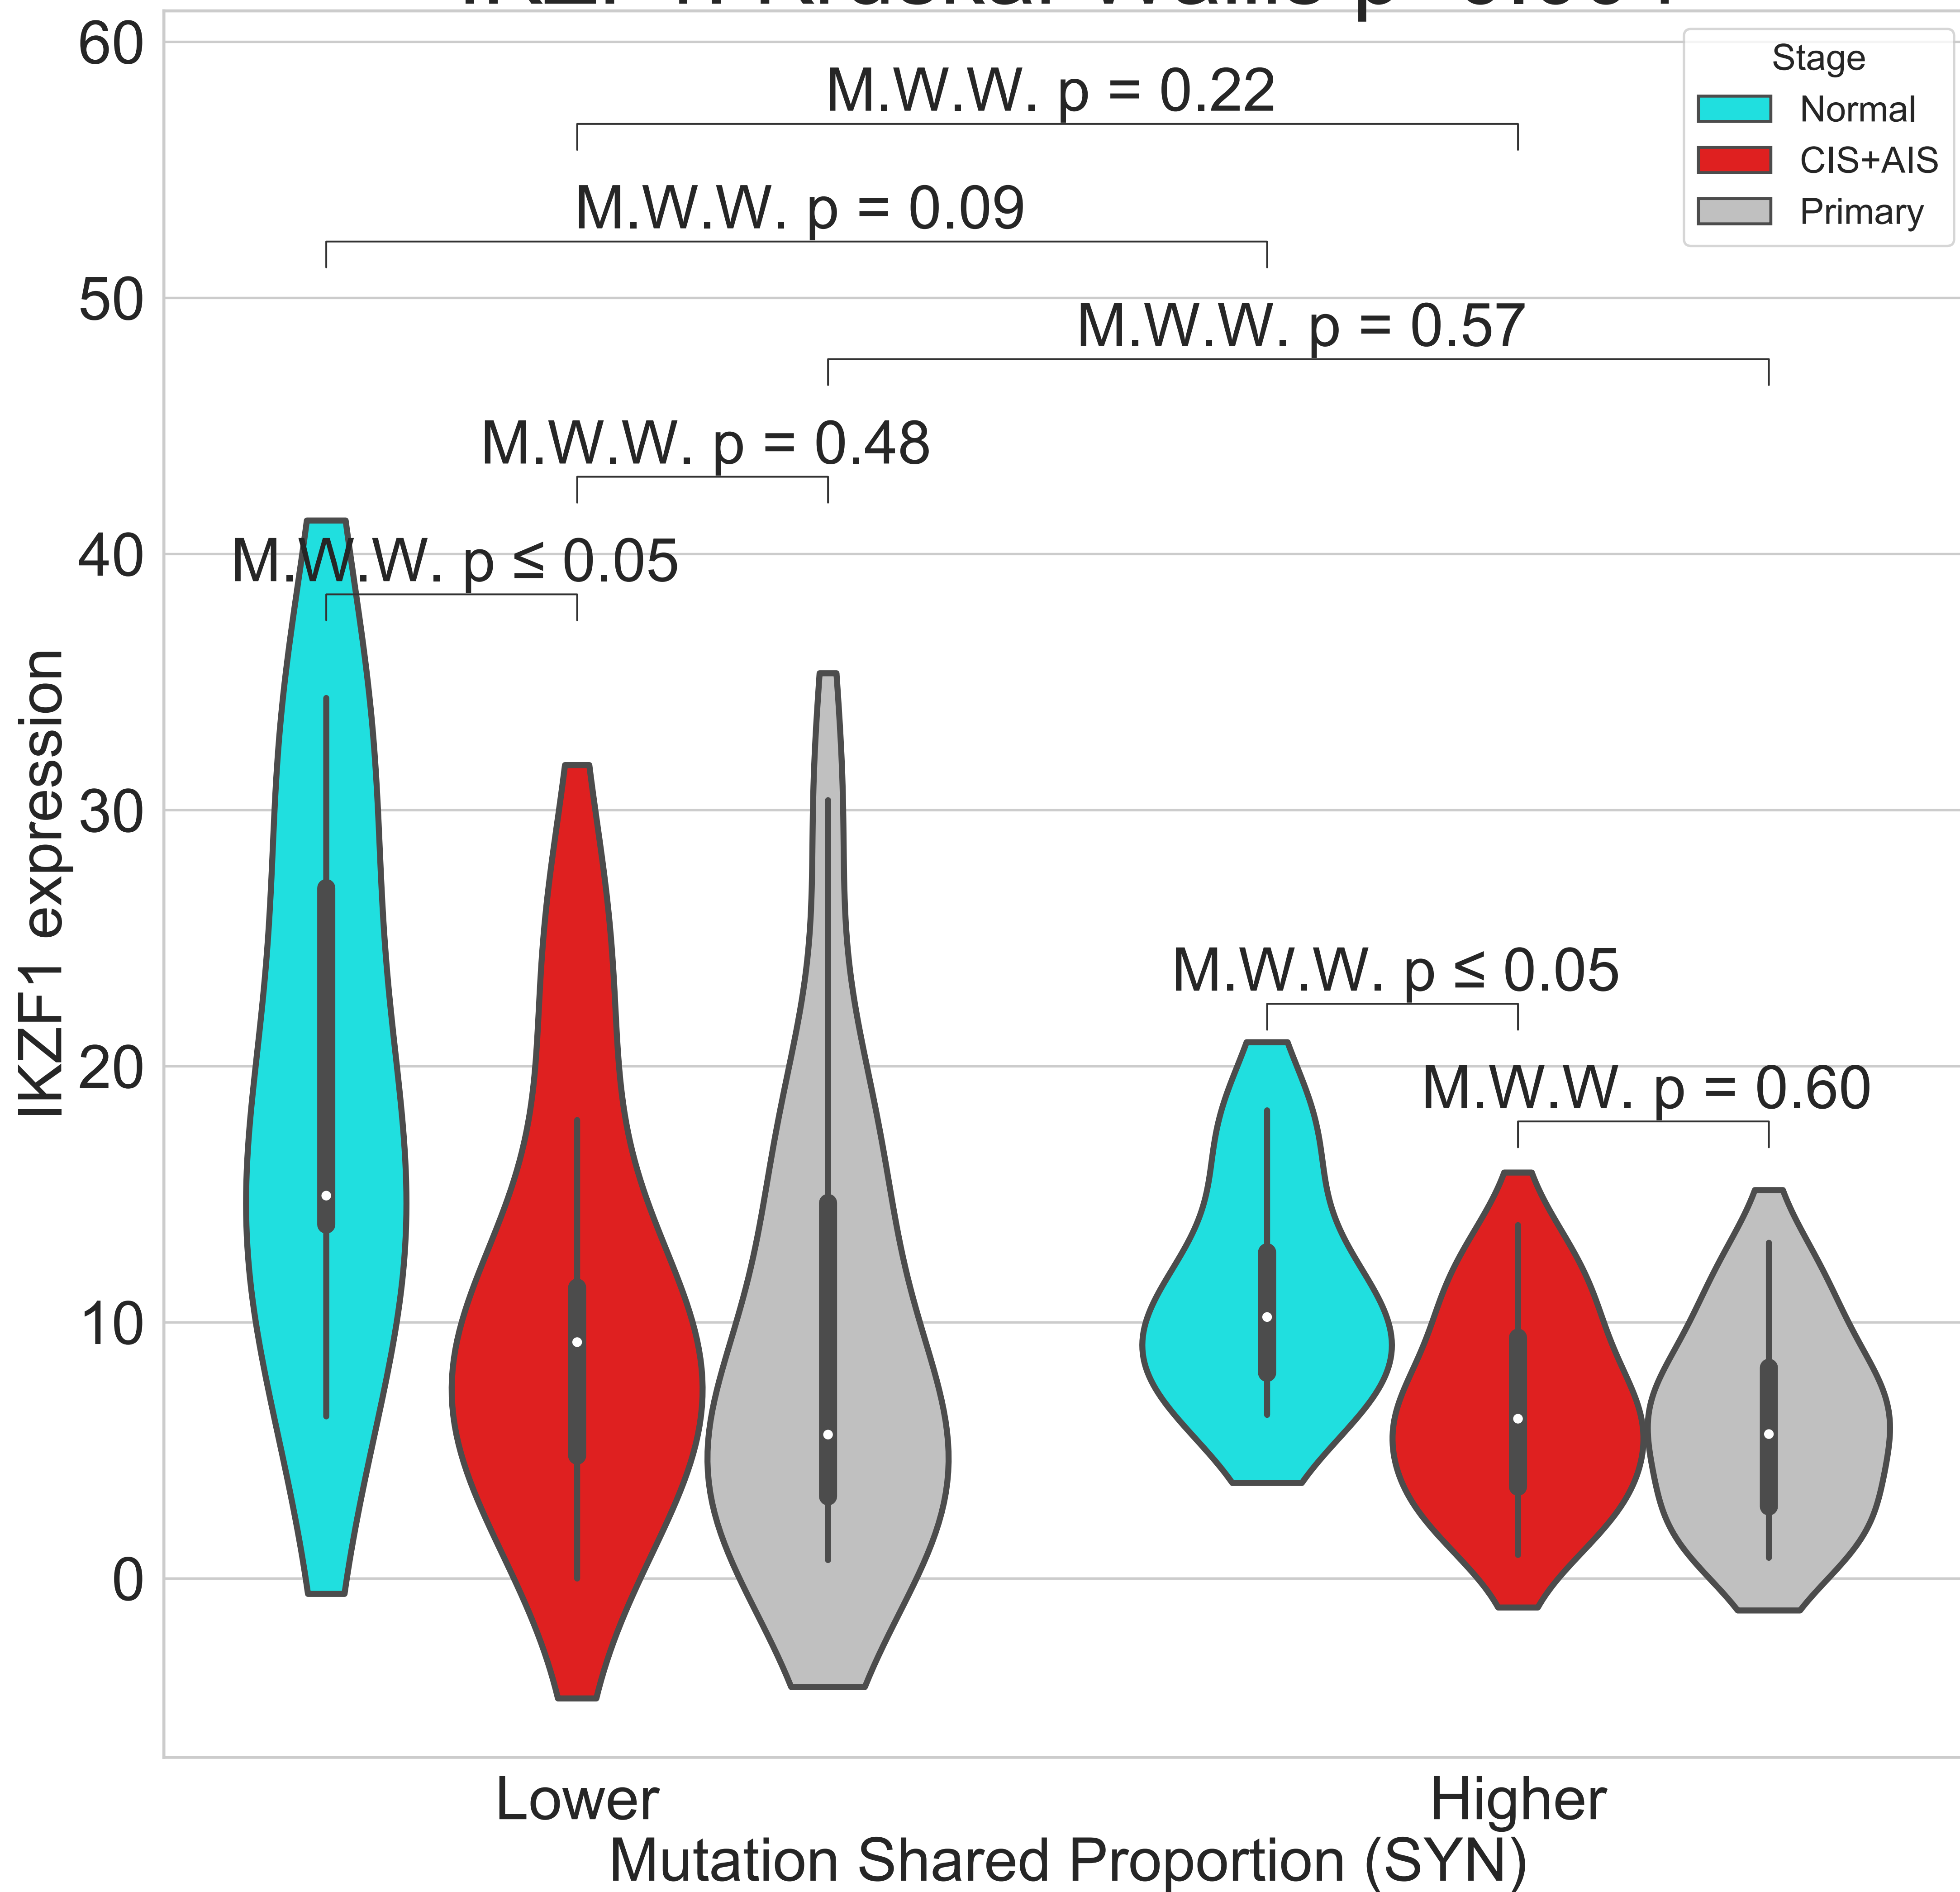 60
Stage
Normal
CIS+AIS
Primary
M.W.W. p = 0.22
M.W.W. p = 0.09
50
M.W.W. p = 0.57
M.W.W. p = 0.48
40
M.W.W. p ≤ 0.05
30
M.W.W. p ≤ 0.05
20
M.W.W. p = 0.60
10
0
IKZF1 expression
Lower
Higher
Mutation Shared Proportion (SYN)